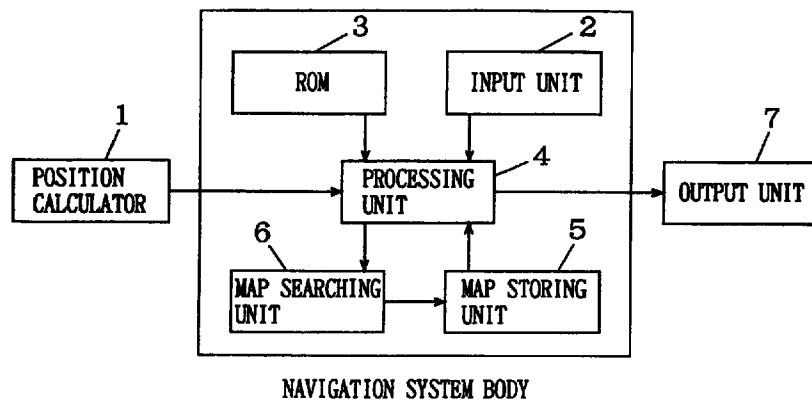 3
2
ROM
INPUT UNIT
1
POSITION
CALCULATOR
4
PROCESSING
UNIT
7
OUTPUT UNIT
6
MAP SEARCHING
UNIT
5
MAP STORING
UNIT
NAVIGATION SYSTEM BODY